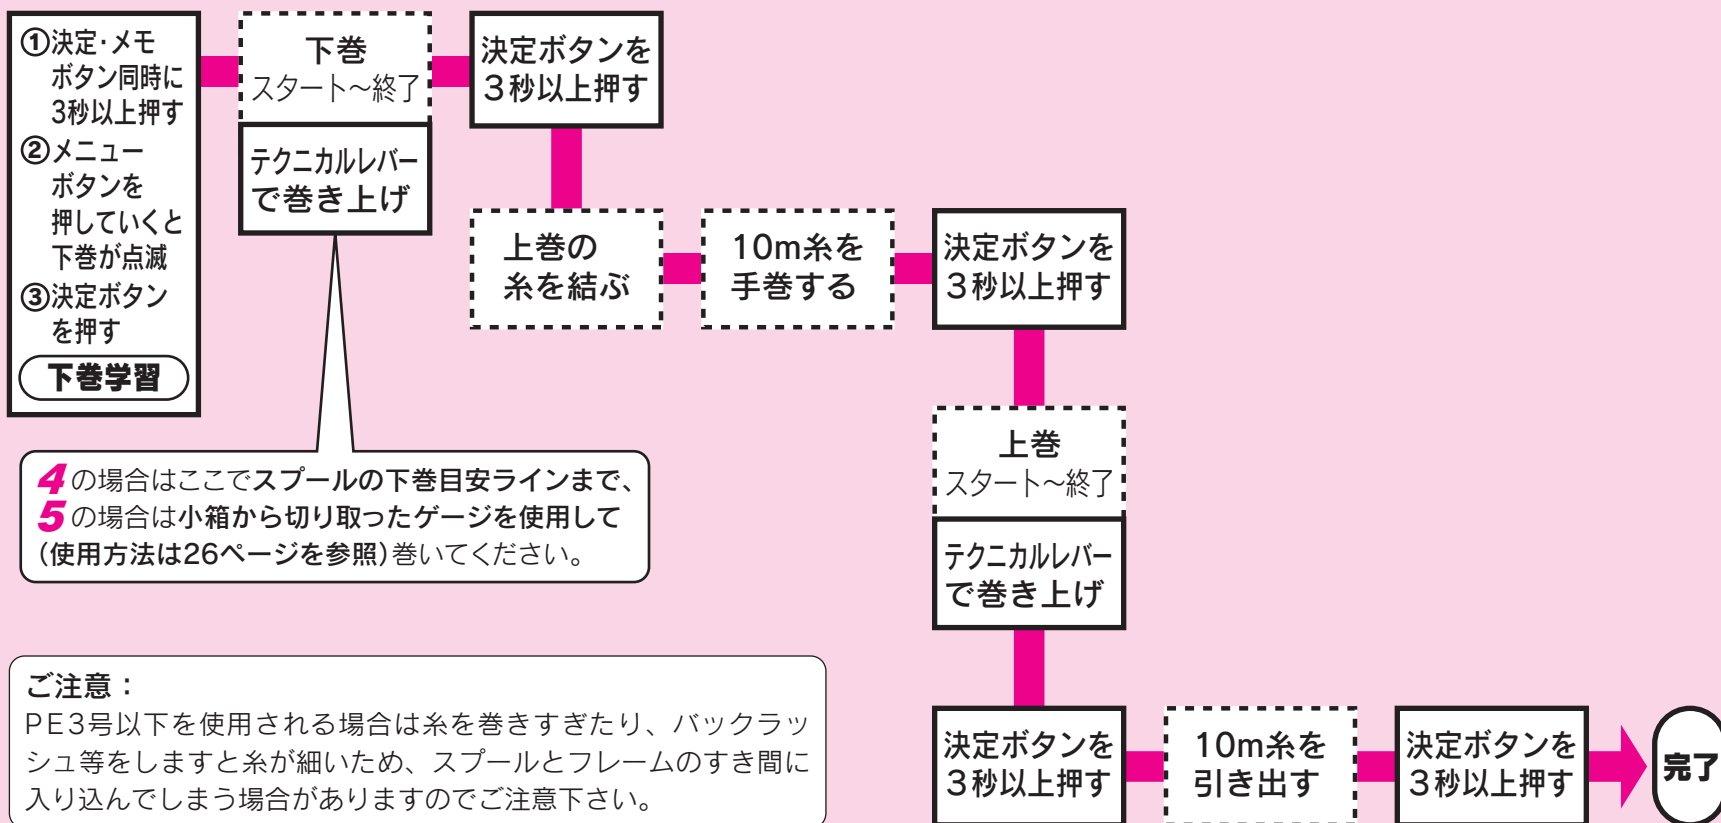 ①決定・メモ
ボタン同時に
3秒以上押す
②メニュー
ボタンを
押していくと
下巻が点滅
③決定ボタン
を押す
下巻学習
下巻
スタート～終了
テクニカルレバー
で巻き上げ
決定ボタンを
3秒以上押す
上巻の
糸を結ぶ
10m糸を
手巻する
決定ボタンを
3秒以上押す
上巻
スタート～終了
テクニカルレバー
で巻き上げ
決定ボタンを
3秒以上押す
10m糸を
引き出す
決定ボタンを
3秒以上押す
完了
4の場合はここでスプールの下巻目安ラインまで、
5の場合は小箱から切り取ったゲージを使用して
(使用方法は26ページを参照)巻いてください。
ご注意：
PE3号以下を使用される場合は糸を巻きすぎたり、バックラッ
シュ等をしますと糸が細いため、スプールとフレームのすき間に
入り込んでしまう場合がありますのでご注意下さい。